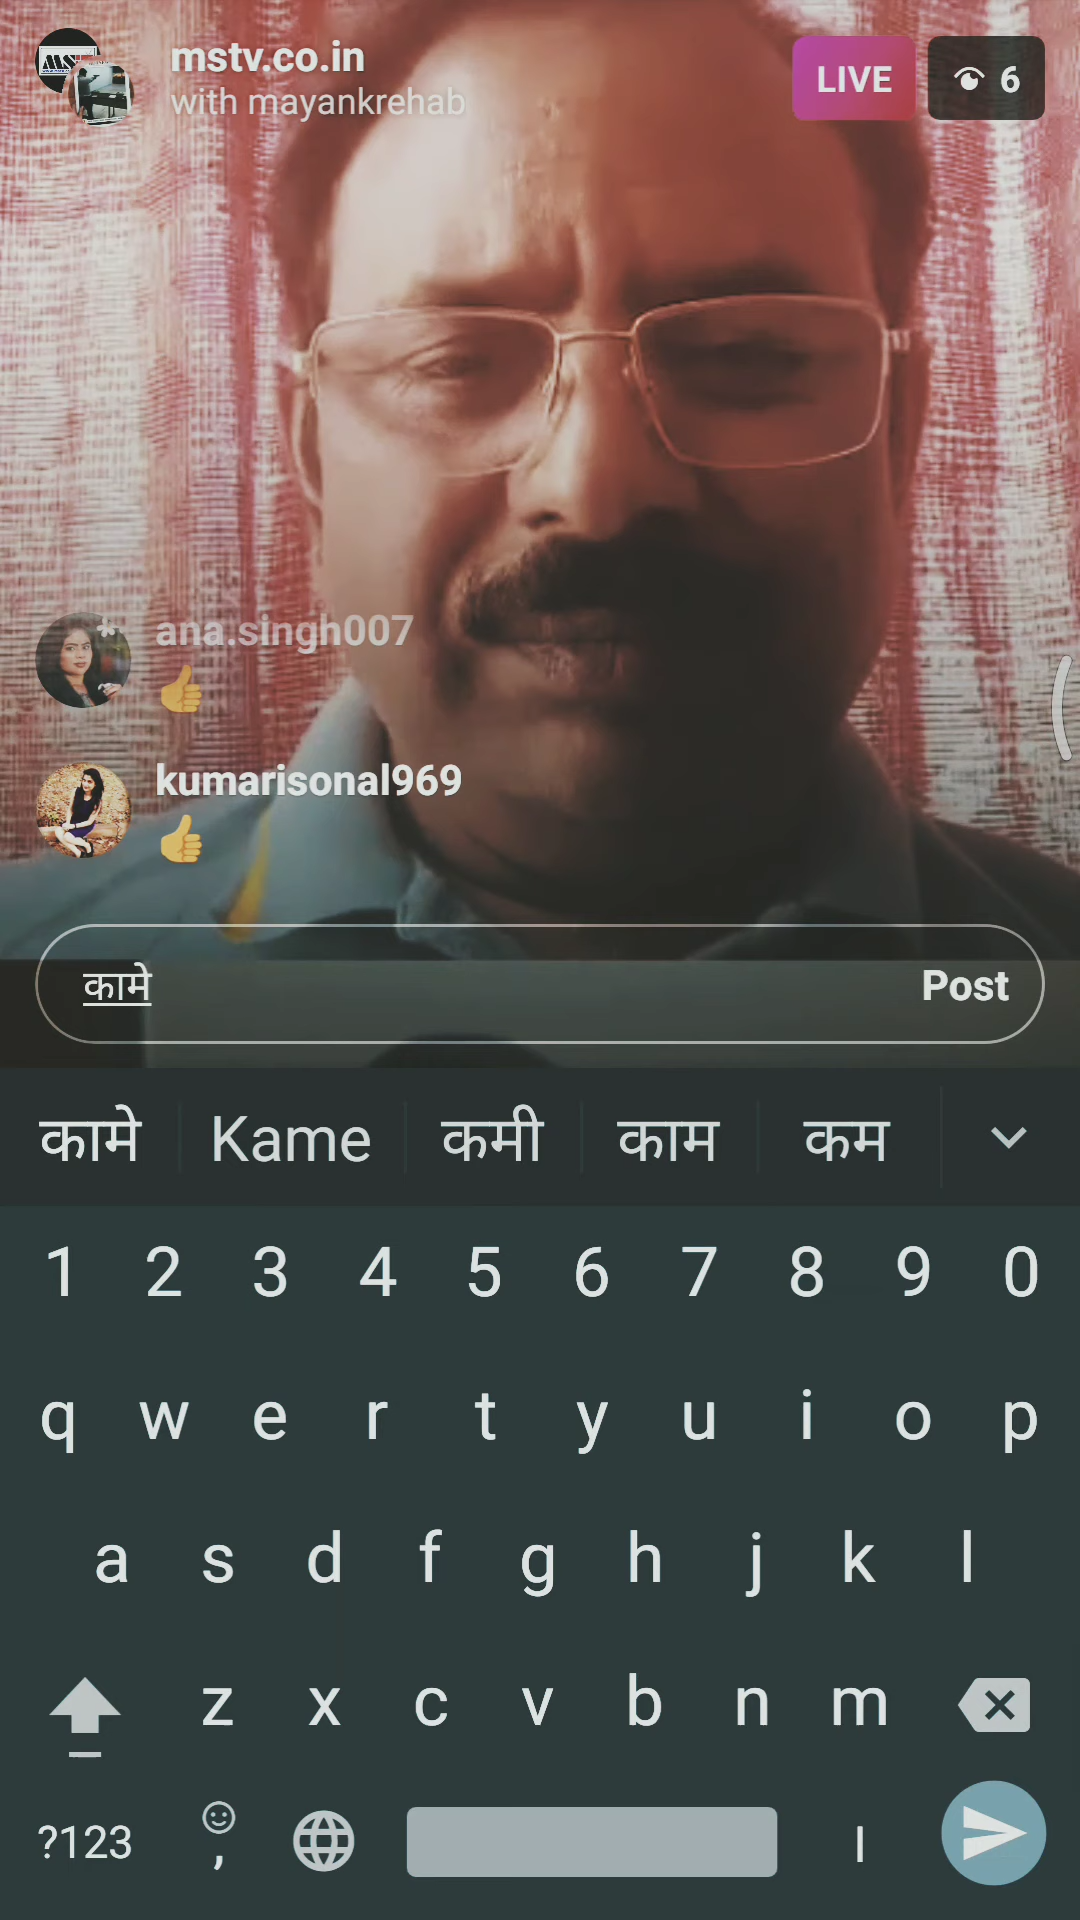 mstv.co.in
with mayankrehab
LIVE
6
ana.singh007
👍
kumarisonal969
👍
कामे
Post
कामे Kame कमी काम कम
1 2 3 4 5 6 7 8 9 0
q w e r t y u i o p
a s d f g h j k l
z x c v b n m
?123 , ।